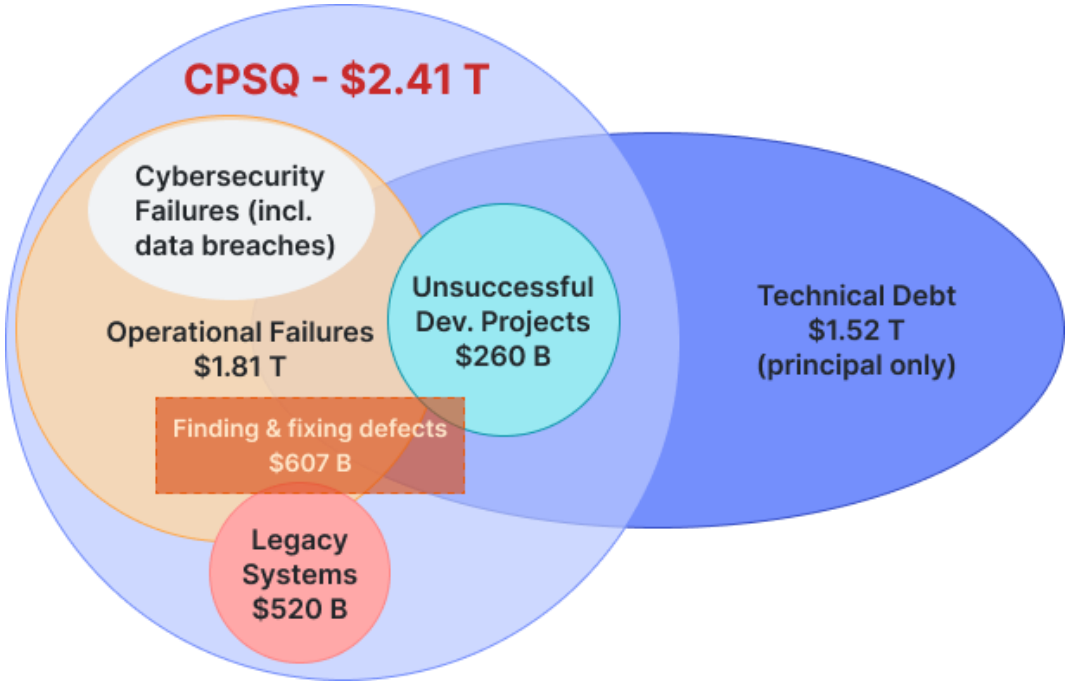 CPSQ - $2.41 T
Cybersecurity
Failures (incl.
data breaches)
Operational Failures
$1.81 T
Unsuccessful
Dev. Projects
$260 B
Technical Debt
$1.52 T
(principal only)
Finding & fixing defects
$607 B
Legacy
Systems
$520 B